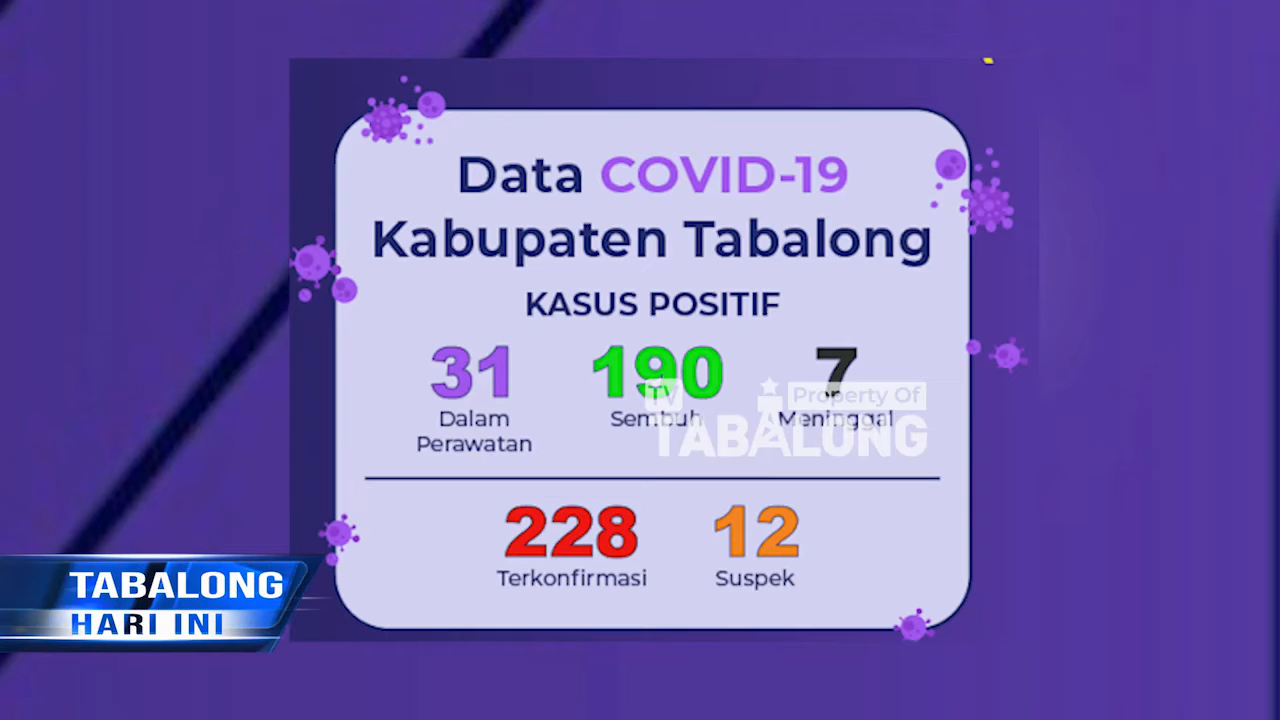 Data COVID-19
Kabupaten Tabalong
KASUS POSITIF
31 190 7
Dalam Perawatan
Sembuh
Meninggal
TV
Property Of
TABALONG
228 12
Terkonfirmasi
Suspek
TABALONG
HARI INI